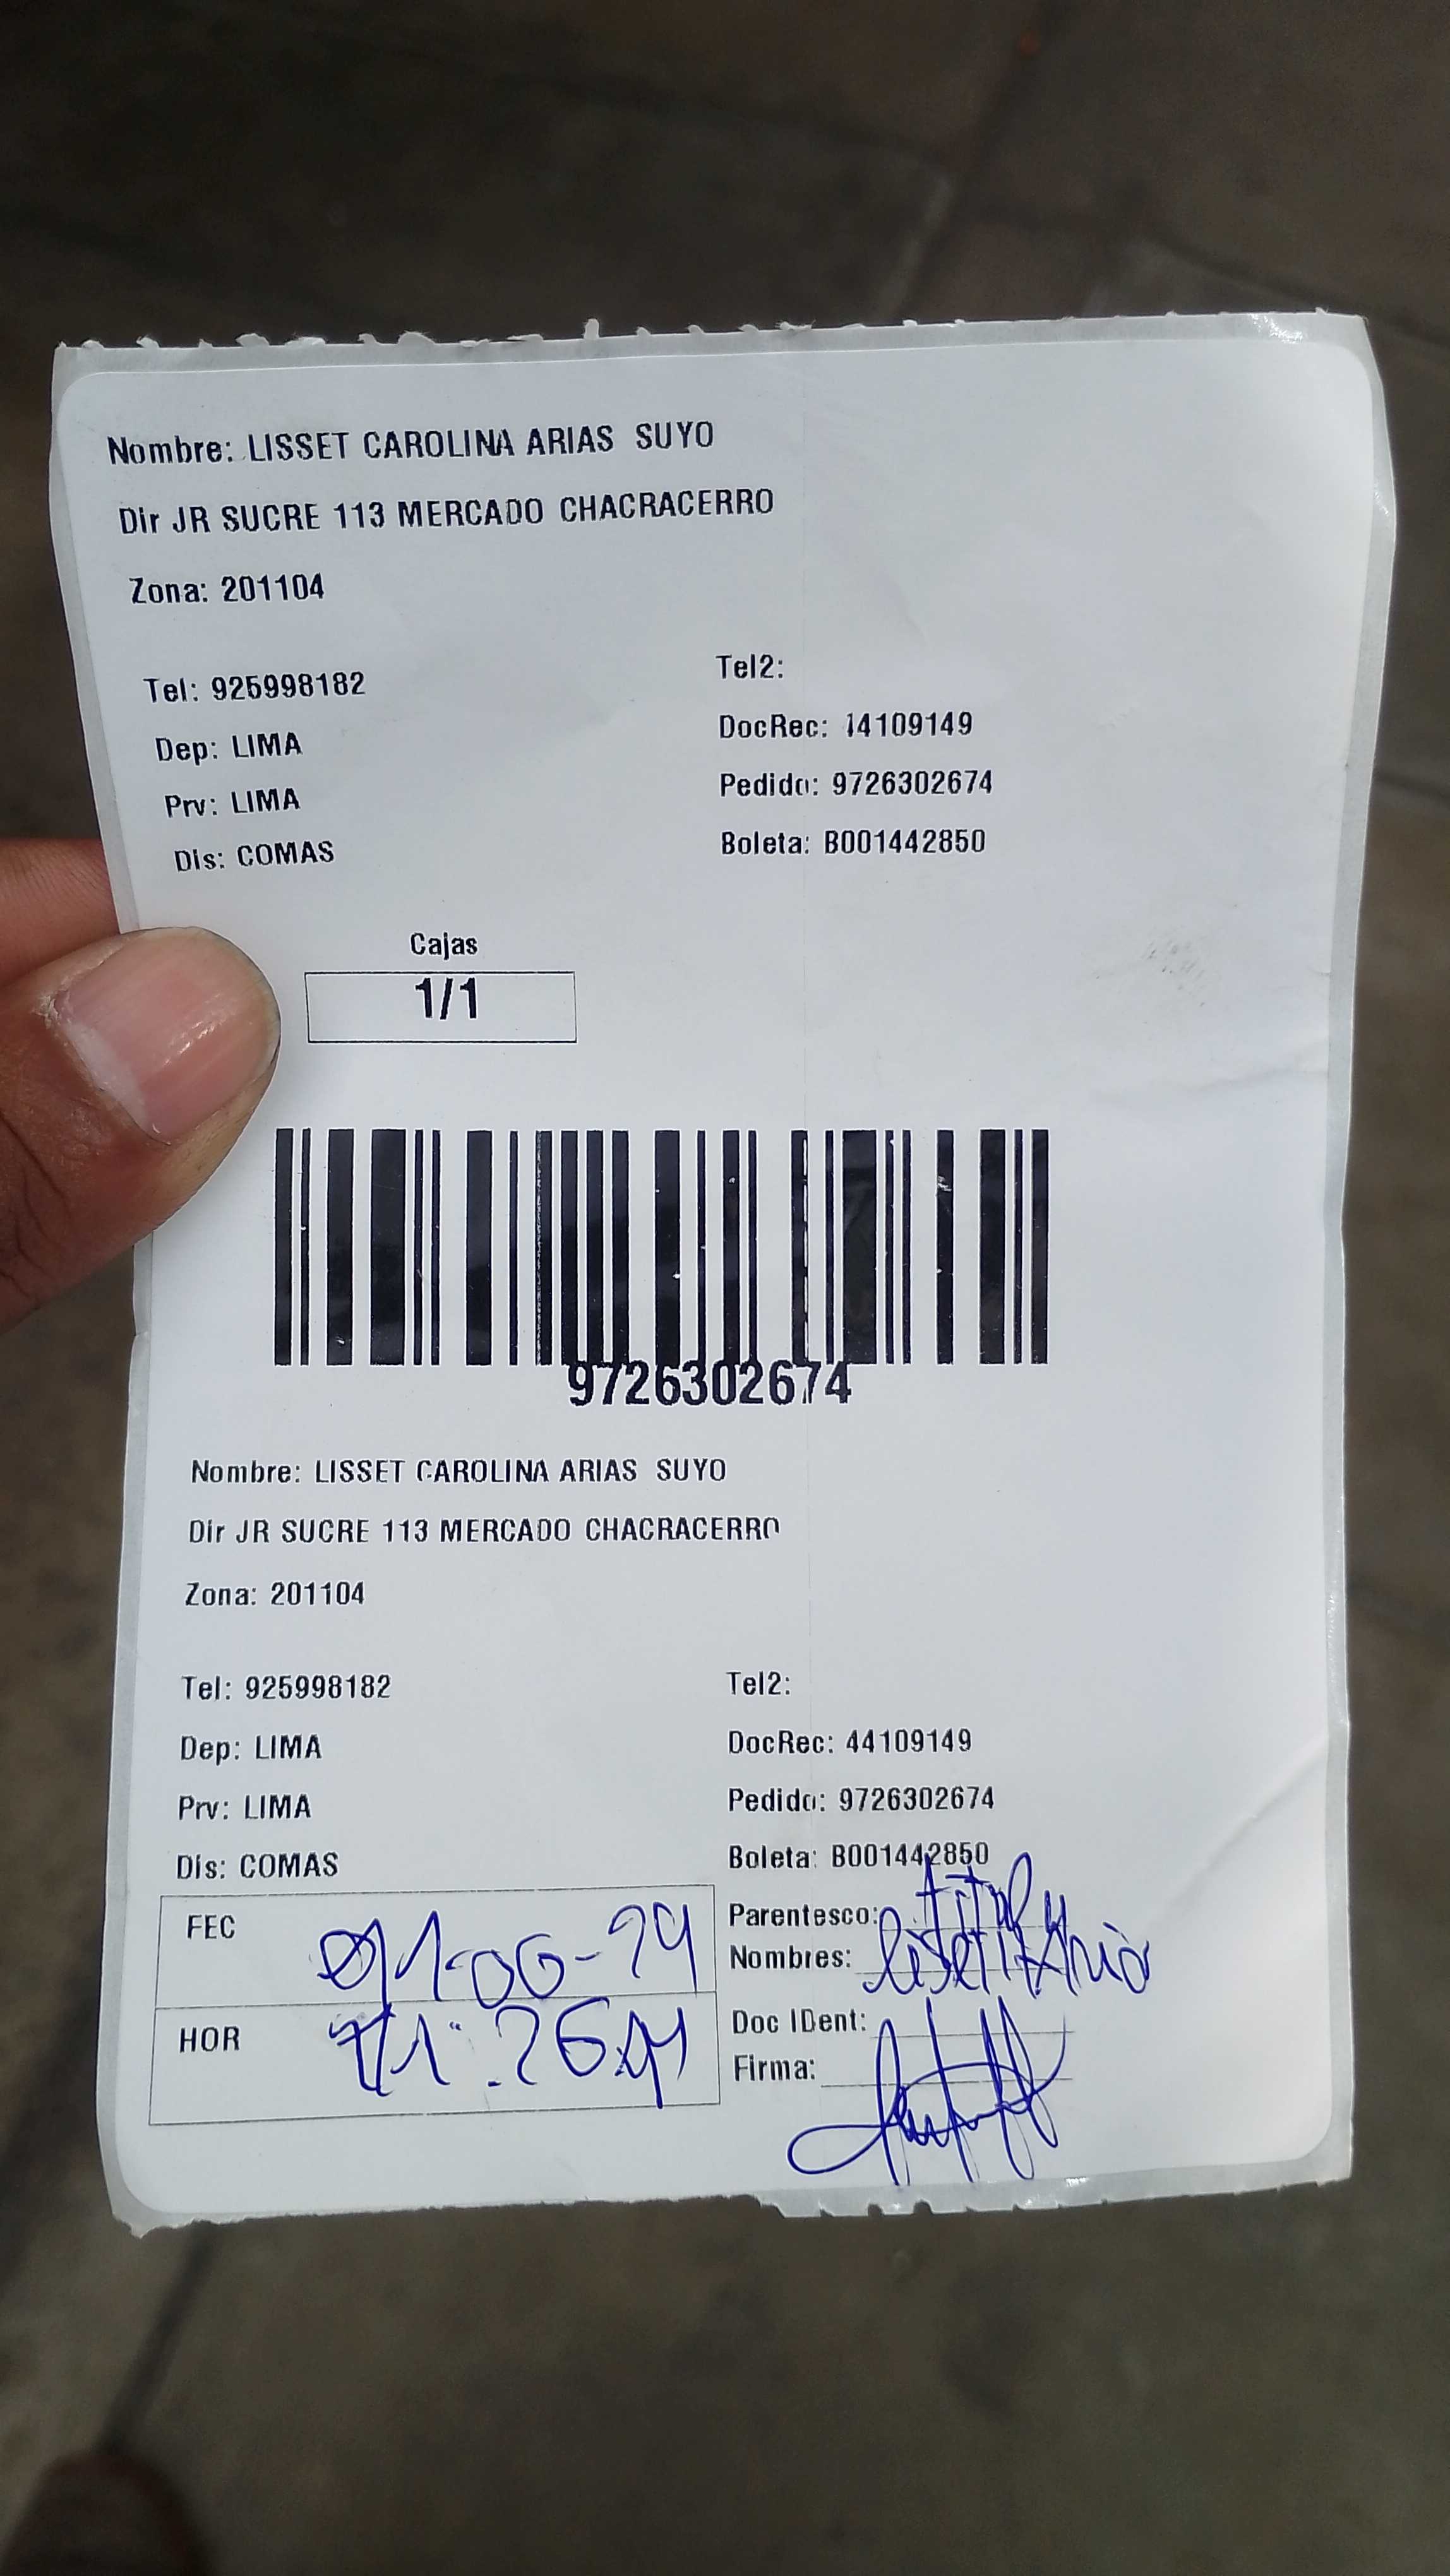 Nombre: LISSET CAROLINA ARIAS SUYO
Dir JR SUCRE 113 MERCADO CHACRACERRO
Zona: 201104
Tel: 925998182
Tel2:
Dep: LIMA
DocRec: 44109149
Prv: LIMA
Pedido: 9726302674
Dis: COMAS
Boleta: B001442850
Cajas
1/1
9726302674
Nombre: LISSET CAROLINA ARIAS SUYO
Dir JR SUCRE 113 MERCADO CHACRACERRO
Zona: 201104
Tel: 925998182
Tel2:
Dep: LIMA
DocRec: 44109149
Prv: LIMA
Pedido: 9726302674
Dis: COMAS
Boleta: B001442850
FEC
Parentesco:
Nombres:
HOR
Doc IDent:
Firma: